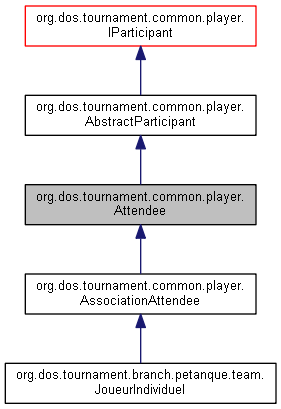 org.dos.tournament.common.player.
IParticipant
org.dos.tournament.common.player.
AbstractParticipant
org.dos.tournament.common.player.
Attendee
org.dos.tournament.common.player.
AssociationAttendee
org.dos.tournament.branch.petanque.team.
JoueurIndividuel